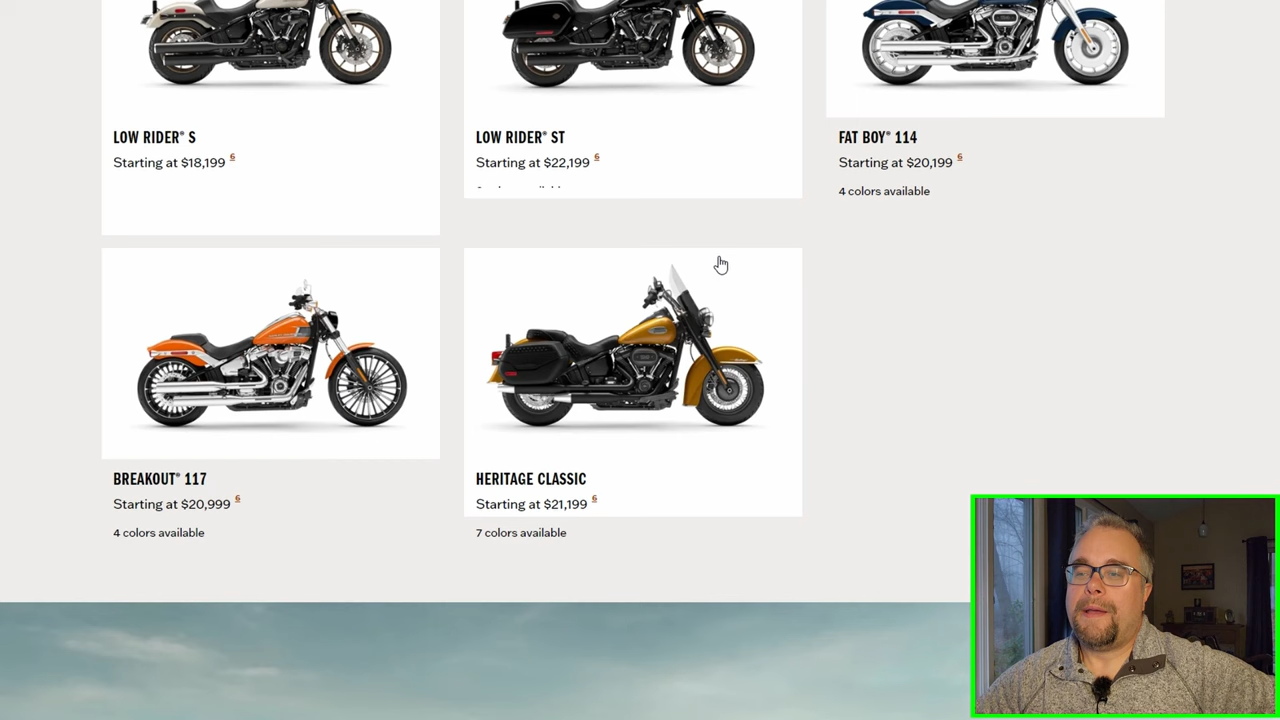 LOW RIDER® S
Starting at $18,199 6
LOW RIDER® ST
Starting at $22,199 6
FAT BOY® 114
Starting at $20,199 6
4 colors available
BREAKOUT® 117
Starting at $20,999 6
4 colors available
HERITAGE CLASSIC
Starting at $21,199 6
7 colors available